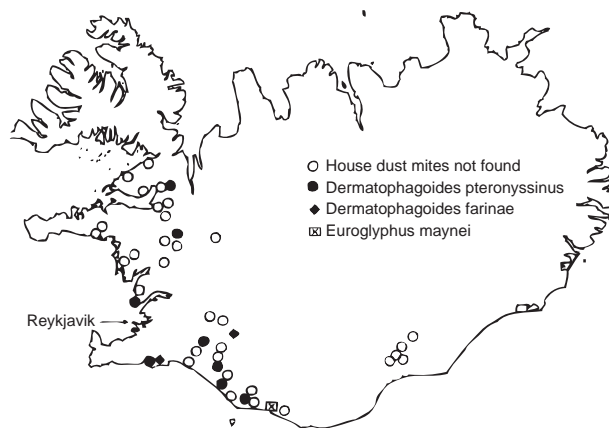 House dust mites not found
Dermatophagoides pteronyssinus
Dermatophagoides farinae
Euroglyphus maynei
Reykjavik